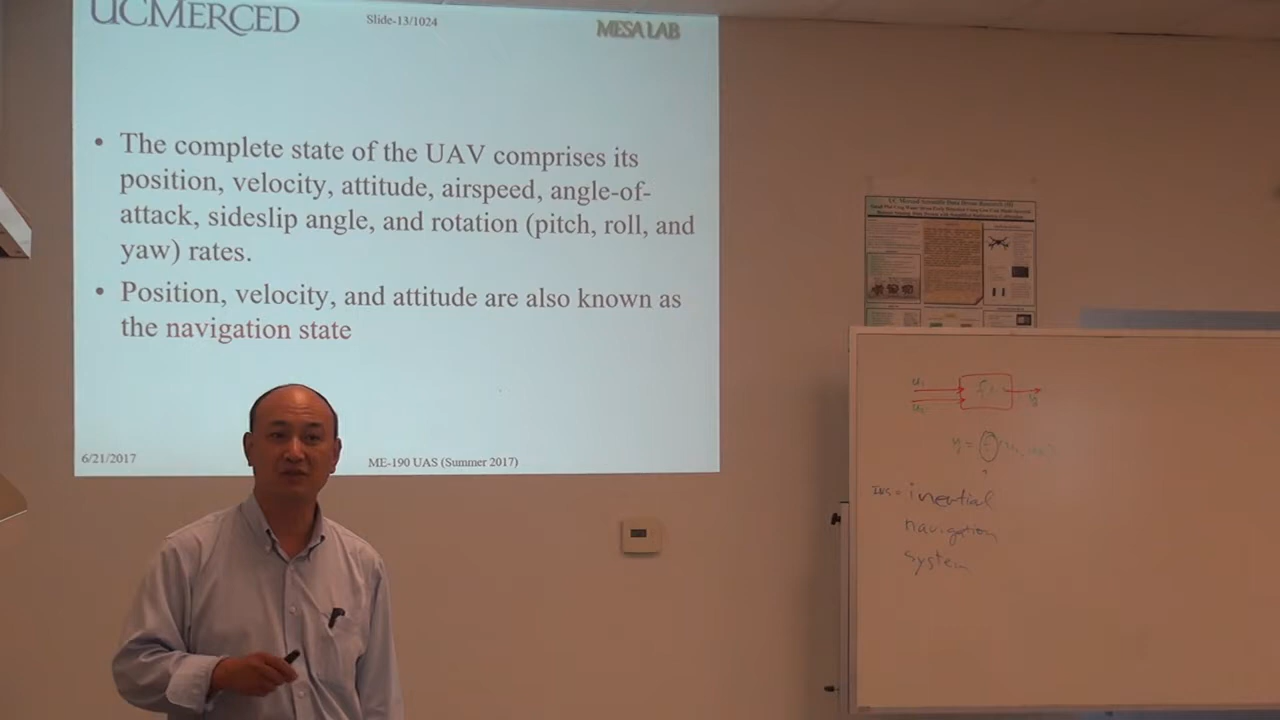 UCMERCED
Slide-13/1024
MESA LAB
• The complete state of the UAV comprises its
position, velocity, attitude, airspeed, angle-of-
attack, sideslip angle, and rotation (pitch, roll, and
yaw) rates.
• Position, velocity, and attitude are also known as
the navigation state
6/21/2017
ME-190 UAS (Summer 2017)
y =
INS = inertial
navigation
system